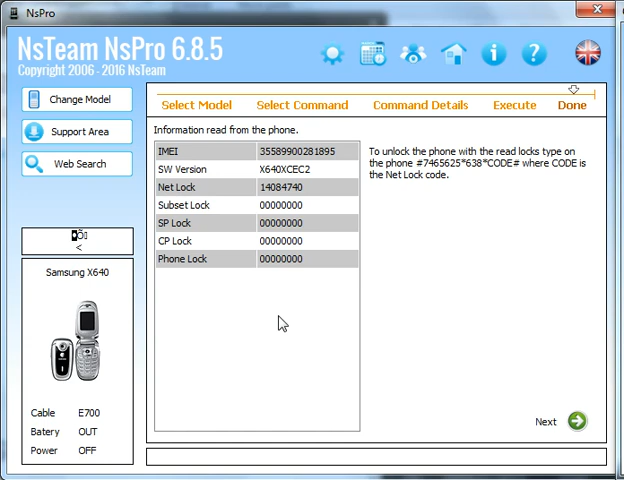 NsPro
NsTeam NsPro 6.8.5
Copyright 2006 - 2016 NsTeam
Change Model
Support Area
Web Search
Select Model
Select Command
Command Details
Execute
Done
Information read from the phone.
IMEI 35589900281895
SW Version X640XCEC2
Net Lock 14084740
Subset Lock 00000000
SP Lock 00000000
CP Lock 00000000
Phone Lock 00000000
To unlock the phone with the read locks type on
the phone #7465625*638*CODE# where CODE is
the Net Lock code.
<
Samsung X640
Cable E700
Batery OUT
Power OFF
Next